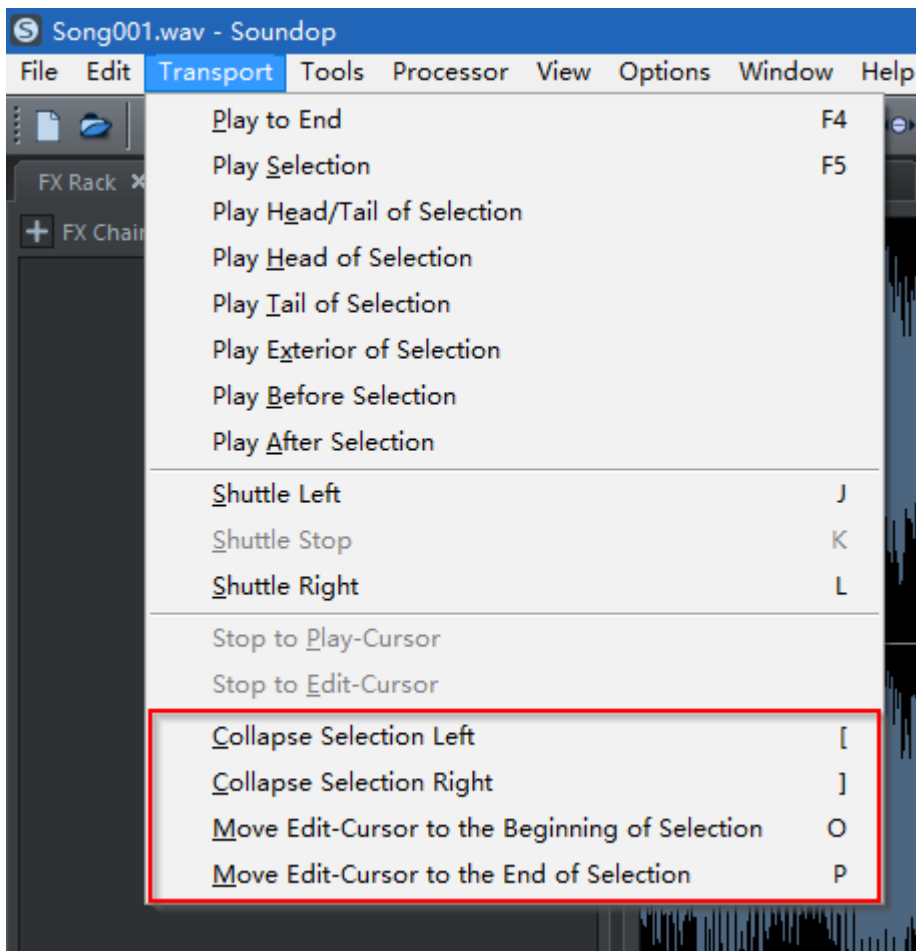 Song001.wav - Soundop
File Edit Transport Tools Processor View Options Window Help
Play to End F4
Play Selection F5
FX Rack
Play Head/Tail of Selection
FX Chain
Play Head of Selection
Play Tail of Selection
Play Exterior of Selection
Play Before Selection
Play After Selection
Shuttle Left J
Shuttle Stop K
Shuttle Right L
Stop to Play-Cursor
Stop to Edit-Cursor
Collapse Selection Left [
Collapse Selection Right ]
Move Edit-Cursor to the Beginning of Selection O
Move Edit-Cursor to the End of Selection P